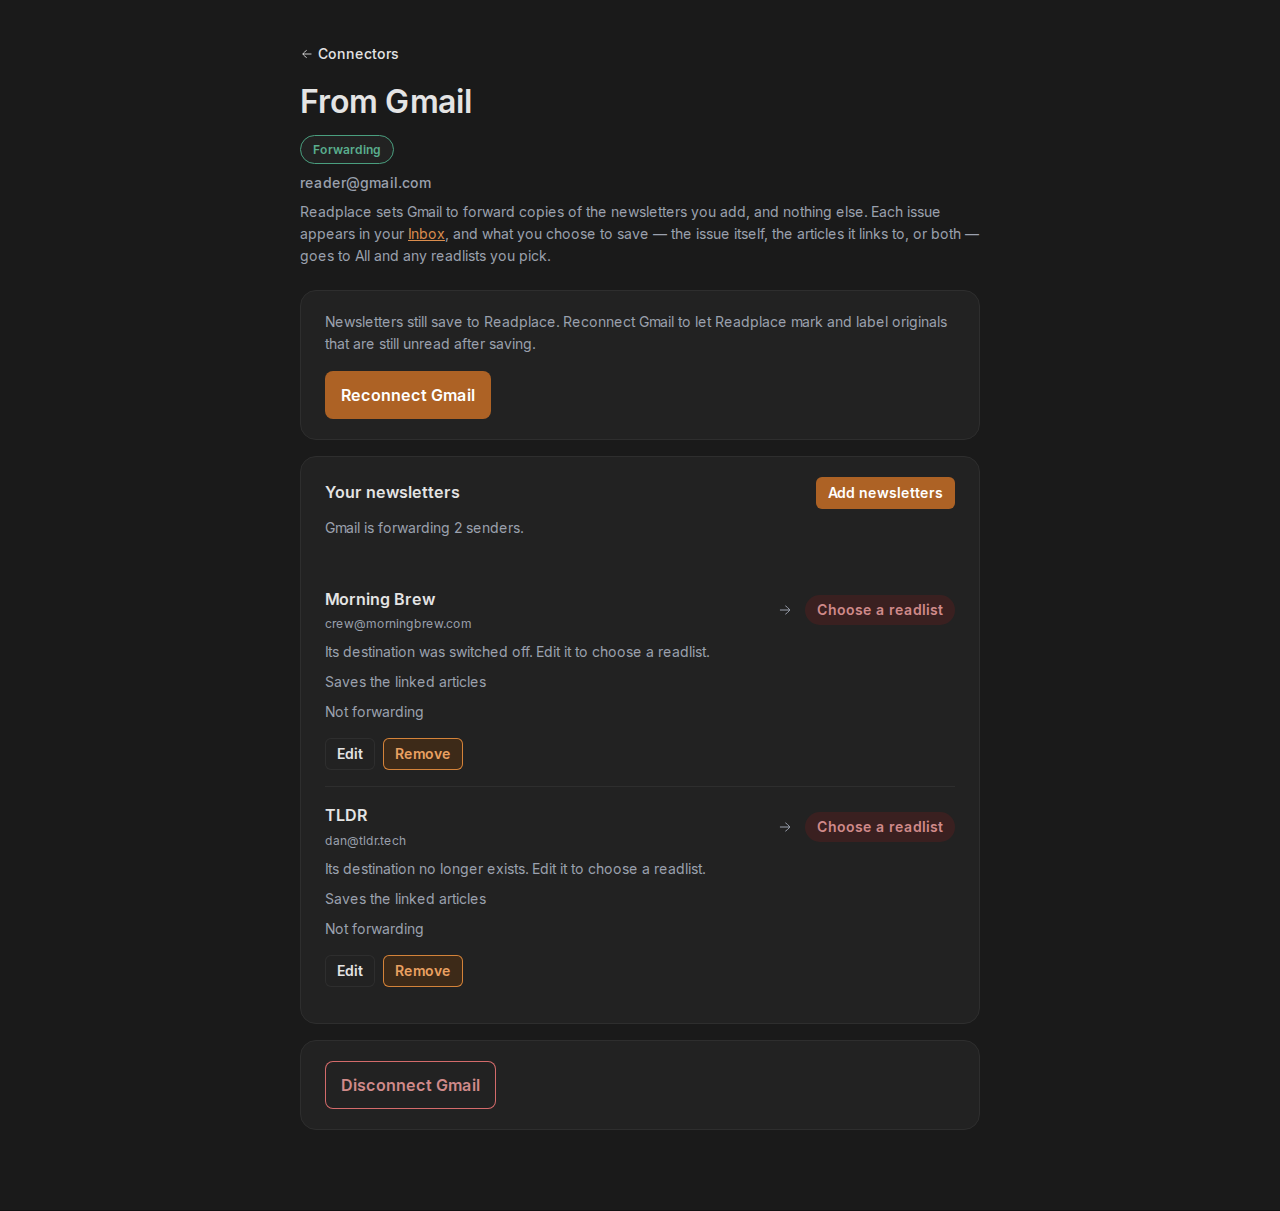 ← Connectors
From Gmail
Forwarding
reader@gmail.com
Readplace sets Gmail to forward copies of the newsletters you add, and nothing else. Each issue
appears in your Inbox, and what you choose to save — the issue itself, the articles it links to, or both —
goes to All and any readlists you pick.
Newsletters still save to Readplace. Reconnect Gmail to let Readplace mark and label originals
that are still unread after saving.
Reconnect Gmail
Your newsletters
Add newsletters
Gmail is forwarding 2 senders.
Morning Brew
crew@morningbrew.com
→ Choose a readlist
Its destination was switched off. Edit it to choose a readlist.
Saves the linked articles
Not forwarding
Edit Remove
TLDR
dan@tldr.tech
→ Choose a readlist
Its destination no longer exists. Edit it to choose a readlist.
Saves the linked articles
Not forwarding
Edit Remove
Disconnect Gmail